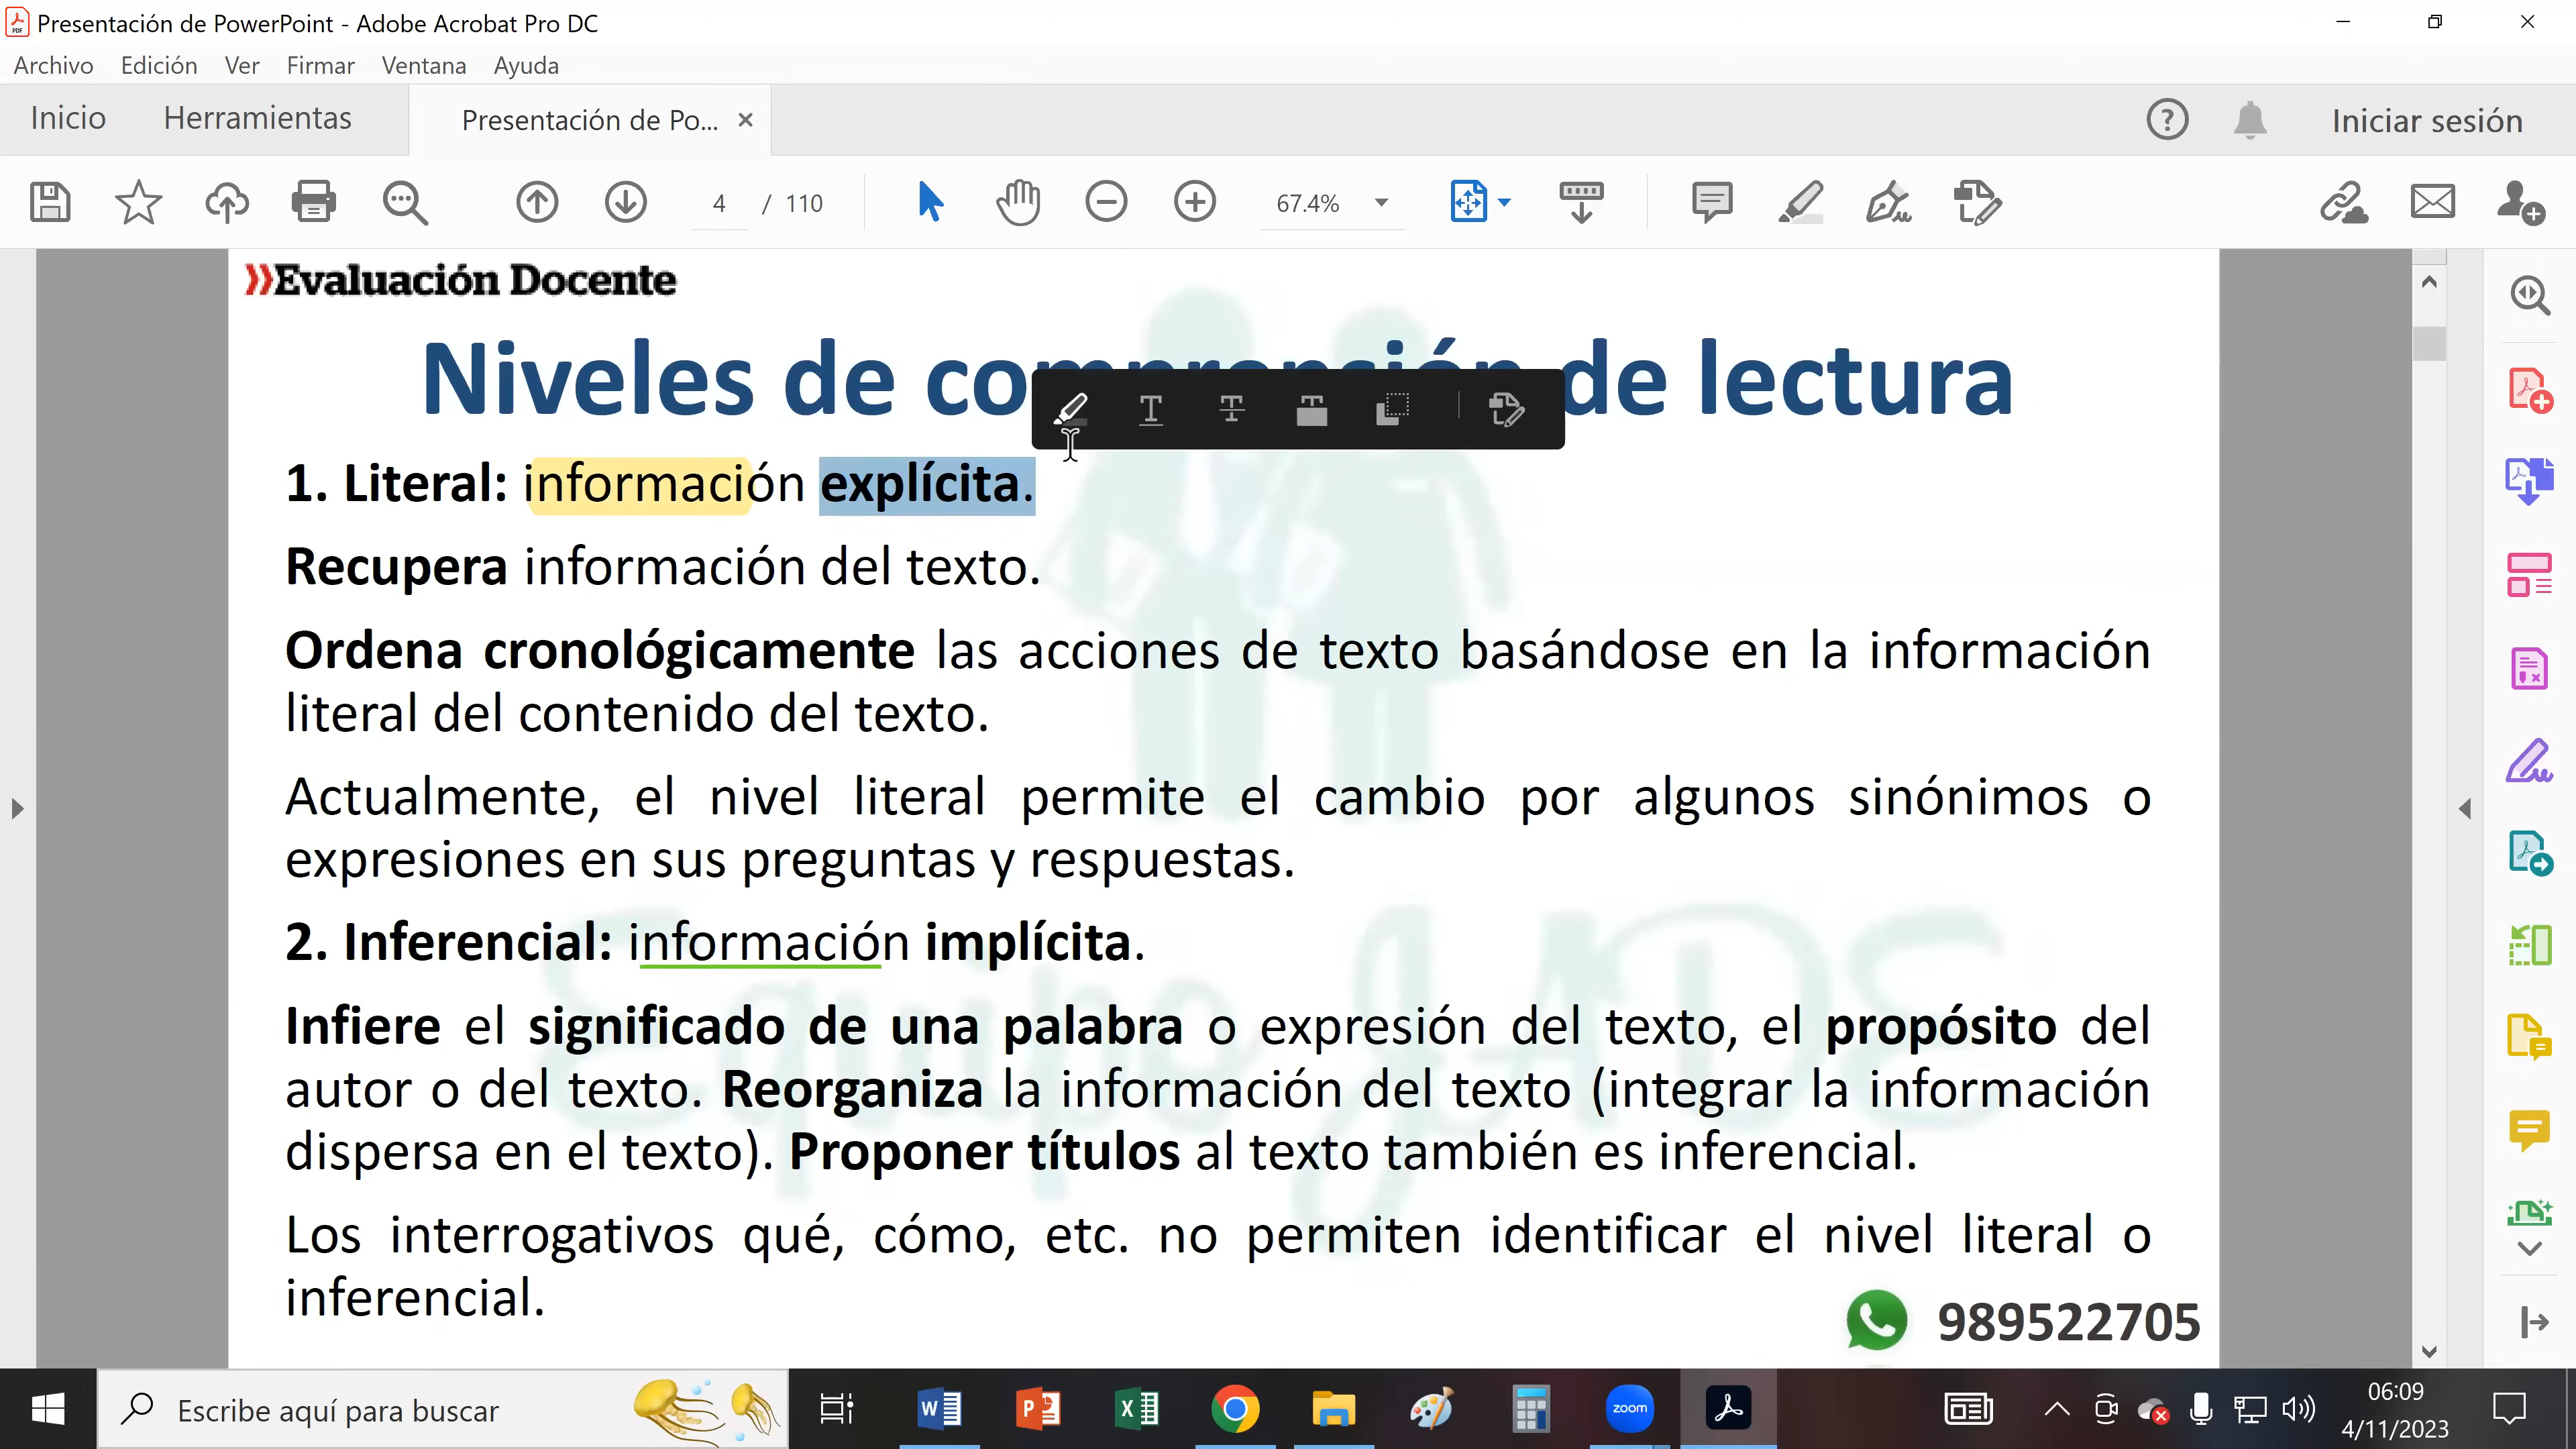 Presentación de PowerPoint - Adobe Acrobat Pro DC
Archivo Edición Ver Firmar Ventana Ayuda
Inicio Herramientas Presentación de Po... × Iniciar sesión
4 / 110 67.4%
Evaluación Docente
Niveles de comprensión de lectura
1. Literal: información explícita.
Recupera información del texto.
Ordena cronológicamente las acciones de texto basándose en la información
literal del contenido del texto.
Actualmente, el nivel literal permite el cambio por algunos sinónimos o
expresiones en sus preguntas y respuestas.
2. Inferencial: información implícita.
Infiere el significado de una palabra o expresión del texto, el propósito del
autor o del texto. Reorganiza la información del texto (integrar la información
dispersa en el texto). Proponer títulos al texto también es inferencial.
Los interrogativos qué, cómo, etc. no permiten identificar el nivel literal o
inferencial.
Equipo JADE
989522705
Escribe aquí para buscar
zoom
06:09
4/11/2023